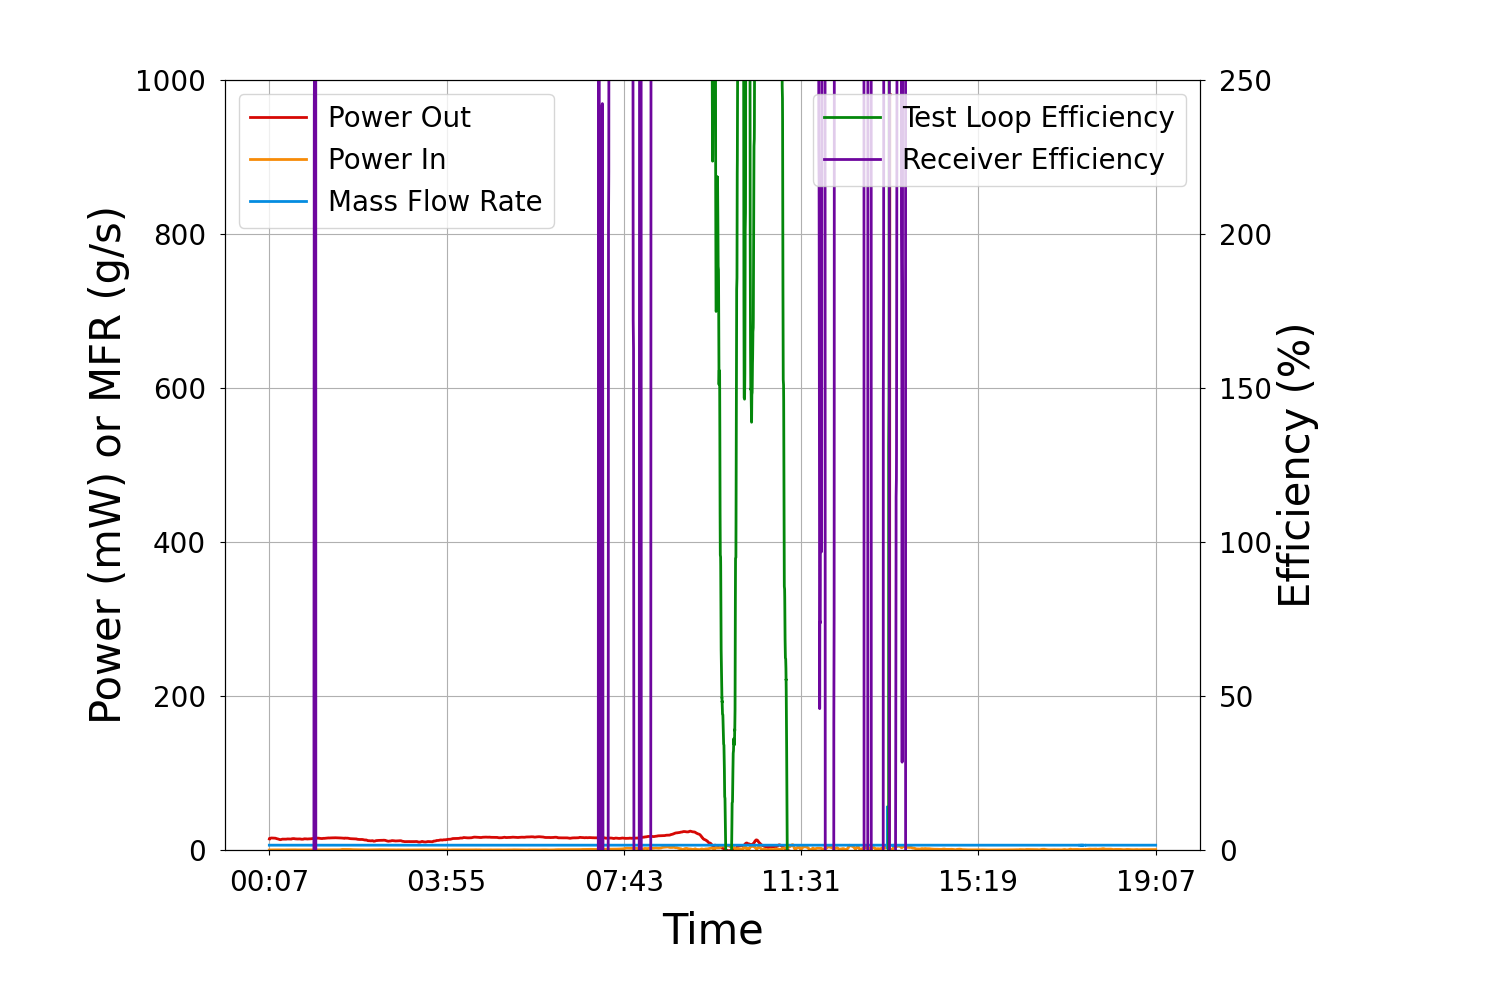 1000
800
600
400
200
0
Power (mW) or MFR (g/s)
Power Out
Power In
Mass Flow Rate
Test Loop Efficiency
Receiver Efficiency
250
200
150
100
50
0
Efficiency (%)
00:07 03:55 07:43 11:31 15:19 19:07
Time